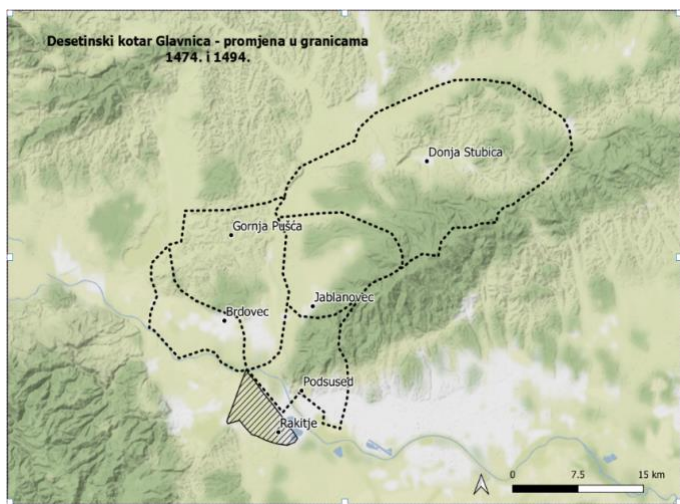 Desetinski kotar Glavnica - promjena u granicama
1474. i 1494.
Donja Stubica
Gornja Pušća
Jablanovec
Brdovec
Podsused
Rakitje
0 7.5 15 km